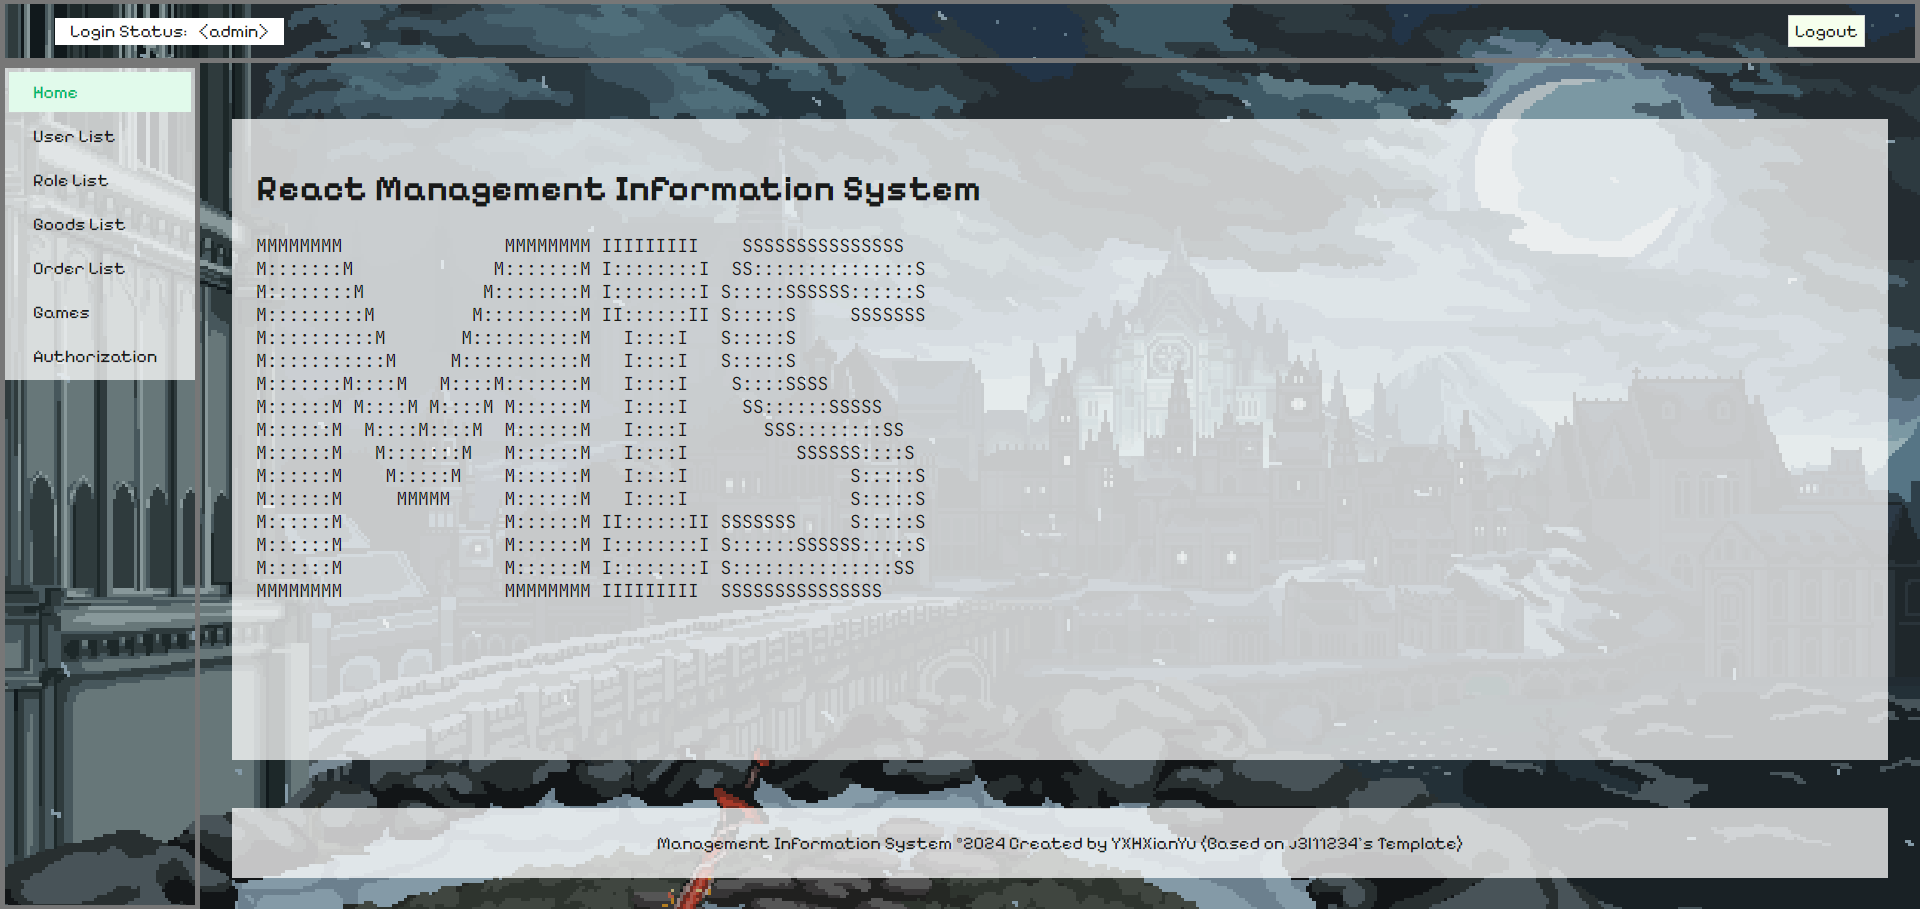 Login Status: <admin>
Logout
Home
User List
Role List
Goods List
Order List
Games
Authorization
React Management Information System
MMMMMMMM               MMMMMMMM IIIIIIIII    SSSSSSSSSSSSSSS
M:::::::M             M:::::::M I::::::::I  SS:::::::::::::::S
M::::::::M           M::::::::M I::::::::I S:::::SSSSSS::::::S
M:::::::::M         M:::::::::M II::::::II S:::::S     SSSSSSS
M::::::::::M       M::::::::::M   I::::I   S:::::S
M:::::::::::M     M:::::::::::M   I::::I   S:::::S
M:::::::M::::M   M::::M:::::::M   I::::I    S::::SSSS
M::::::M M::::M M::::M M::::::M   I::::I     SS::::::SSSSS
M::::::M  M::::M::::M  M::::::M   I::::I       SSS::::::::SS
M::::::M   M:::::::M   M::::::M   I::::I          SSSSSS::::S
M::::::M    M:::::M    M::::::M   I::::I               S:::::S
M::::::M     MMMMM     M::::::M   I::::I               S:::::S
M::::::M               M::::::M II::::::II SSSSSSS     S:::::S
M::::::M               M::::::M I::::::::I S::::::SSSSSS:::::S
M::::::M               M::::::M I::::::::I S:::::::::::::::SS
MMMMMMMM               MMMMMMMM IIIIIIIII  SSSSSSSSSSSSSSS
Management Information System ©2024 Created by YXHXianYu (Based on j3l11234's Template)